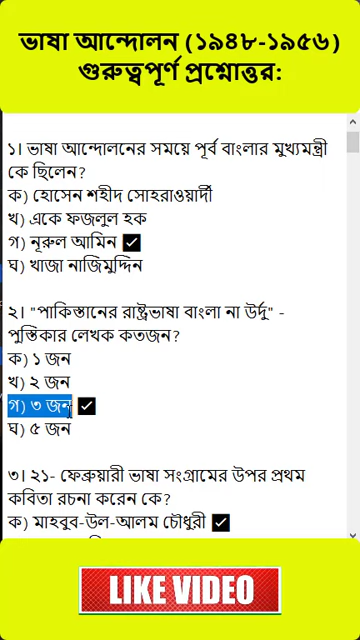 ভাষা আন্দোলন (১৯৪৮-১৯৫৬)
গুরুত্বপূর্ণ প্রশ্নোত্তর:
১। ভাষা আন্দোলনের সময়ে পূর্ব বাংলার মুখ্যমন্ত্রী
কে ছিলেন?
ক) হোসেন শহীদ সোহরাওয়ার্দী
খ) একে ফজলুল হক
গ) নূরুল আমিন ✔
ঘ) খাজা নাজিমুদ্দিন
২। "পাকিস্তানের রাষ্ট্রভাষা বাংলা না উর্দু" -
পুস্তিকার লেখক কতজন?
ক) ১ জন
খ) ২ জন
গ) ৩ জন ✔
ঘ) ৫ জন
৩। ২১- ফেব্রুয়ারী ভাষা সংগ্রামের উপর প্রথম
কবিতা রচনা করেন কে?
ক) মাহবুব-উল-আলম চৌধুরী ✔
LIKE VIDEO